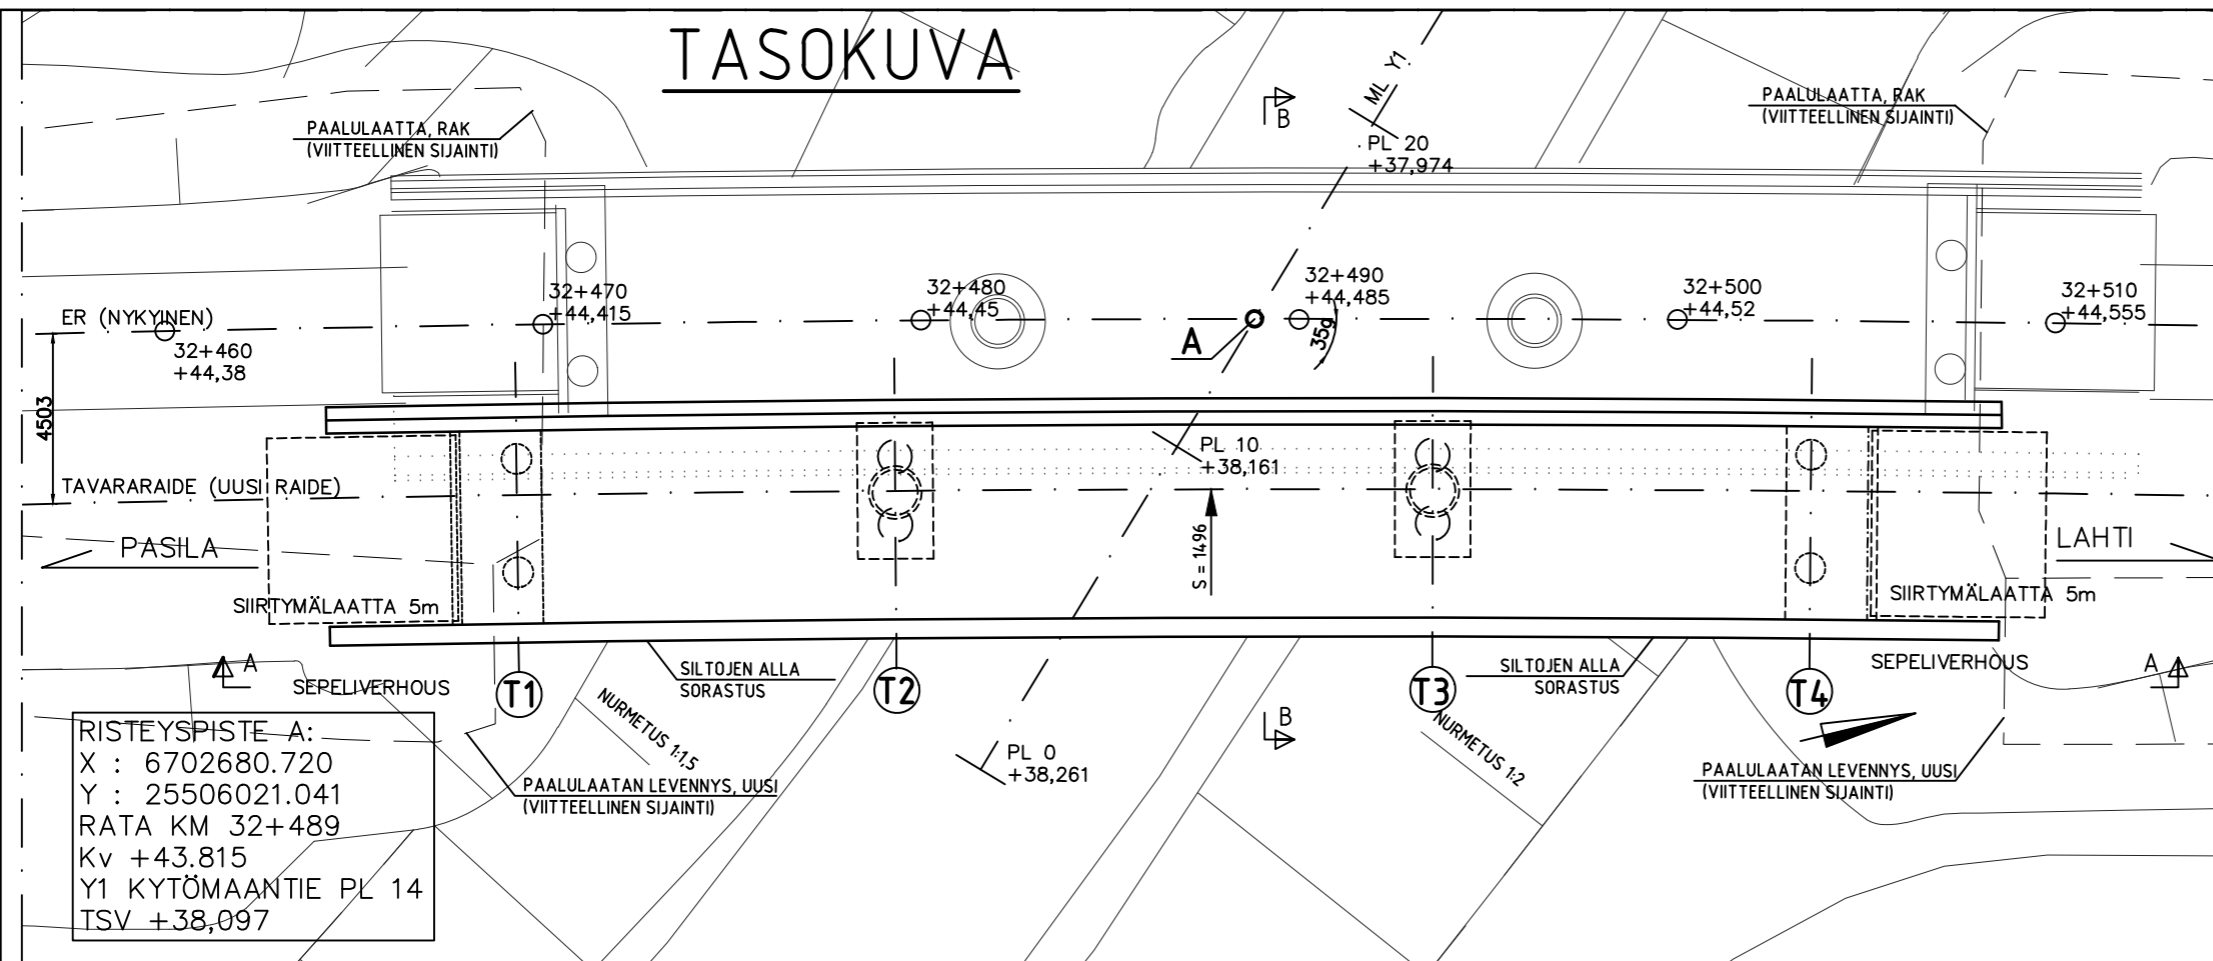 TASOKUVA
ML Y1
B
PAALULAATTA, RAK
(VIITTEELLINEN SIJAINTI)
PAALULAATTA, RAK
(VIITTEELLINEN SIJAINTI)
PL 20
+37,974
ER (NYKYINEN)
32+460
+44,38
32+470
+44,415
32+480
+44,45
A
32+490
+44,485
35g
32+500
+44,52
32+510
+44,555
4503
PL 10
+38,161
TAVARARAIDE (UUSI RAIDE)
PASILA
S = 1496
LAHTI
SIIRTYMÄLAATTA 5m
SIIRTYMÄLAATTA 5m
A
SEPELIVERHOUS
T1
SILTOJEN ALLA
SORASTUS
T2
T3
SILTOJEN ALLA
SORASTUS
T4
SEPELIVERHOUS
A
NURMETUS 1:1,5
B
NURMETUS 1:2
PL 0
+38,261
PAALULAATAN LEVENNYS, UUSI
(VIITTEELLINEN SIJAINTI)
PAALULAATAN LEVENNYS, UUSI
(VIITTEELLINEN SIJAINTI)
RISTEYSPISTE A:
X : 6702680.720
Y : 25506021.041
RATA KM 32+489
Kv +43.815
Y1 KYTÖMAANTIE PL 14
TSV +38,097